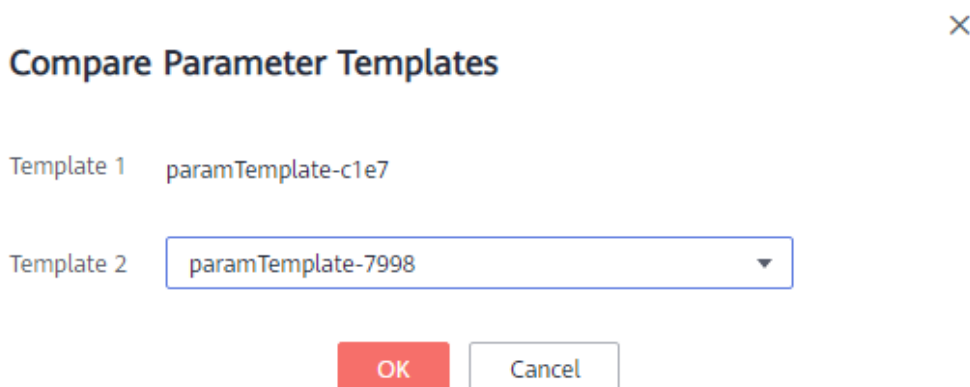 Compare Parameter Templates
Template 1 paramTemplate-c1e7
Template 2 paramTemplate-7998
OK Cancel